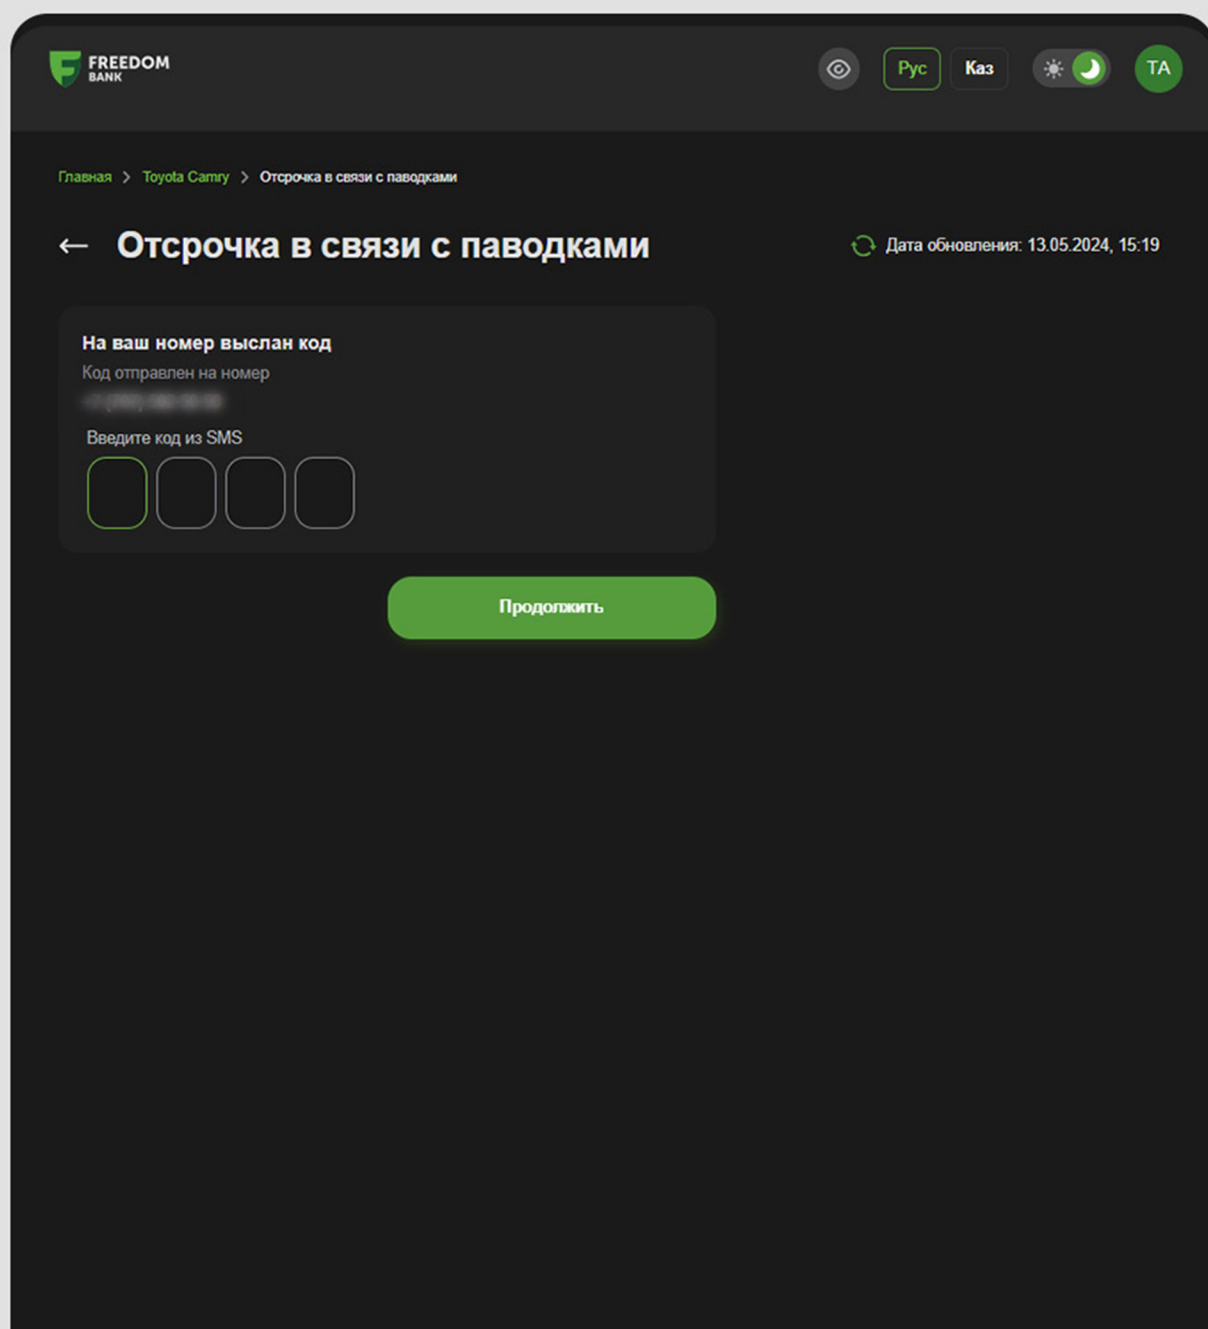 FREEDOM
BANK
Рус
Каз
TA
Главная > Toyota Camry > Отсрочка в связи с паводками
← Отсрочка в связи с паводками
Дата обновления: 13.05.2024, 15:19
На ваш номер выслан код
Код отправлен на номер
Введите код из SMS
Продолжить